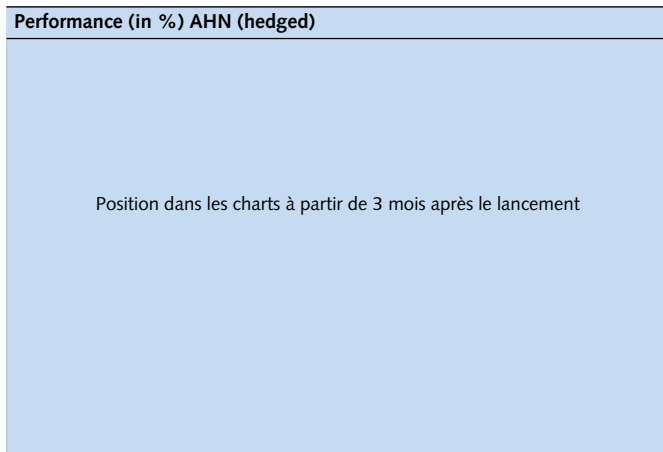 Performance (in %) AHN (hedged)
Position dans les charts à partir de 3 mois après le lancement